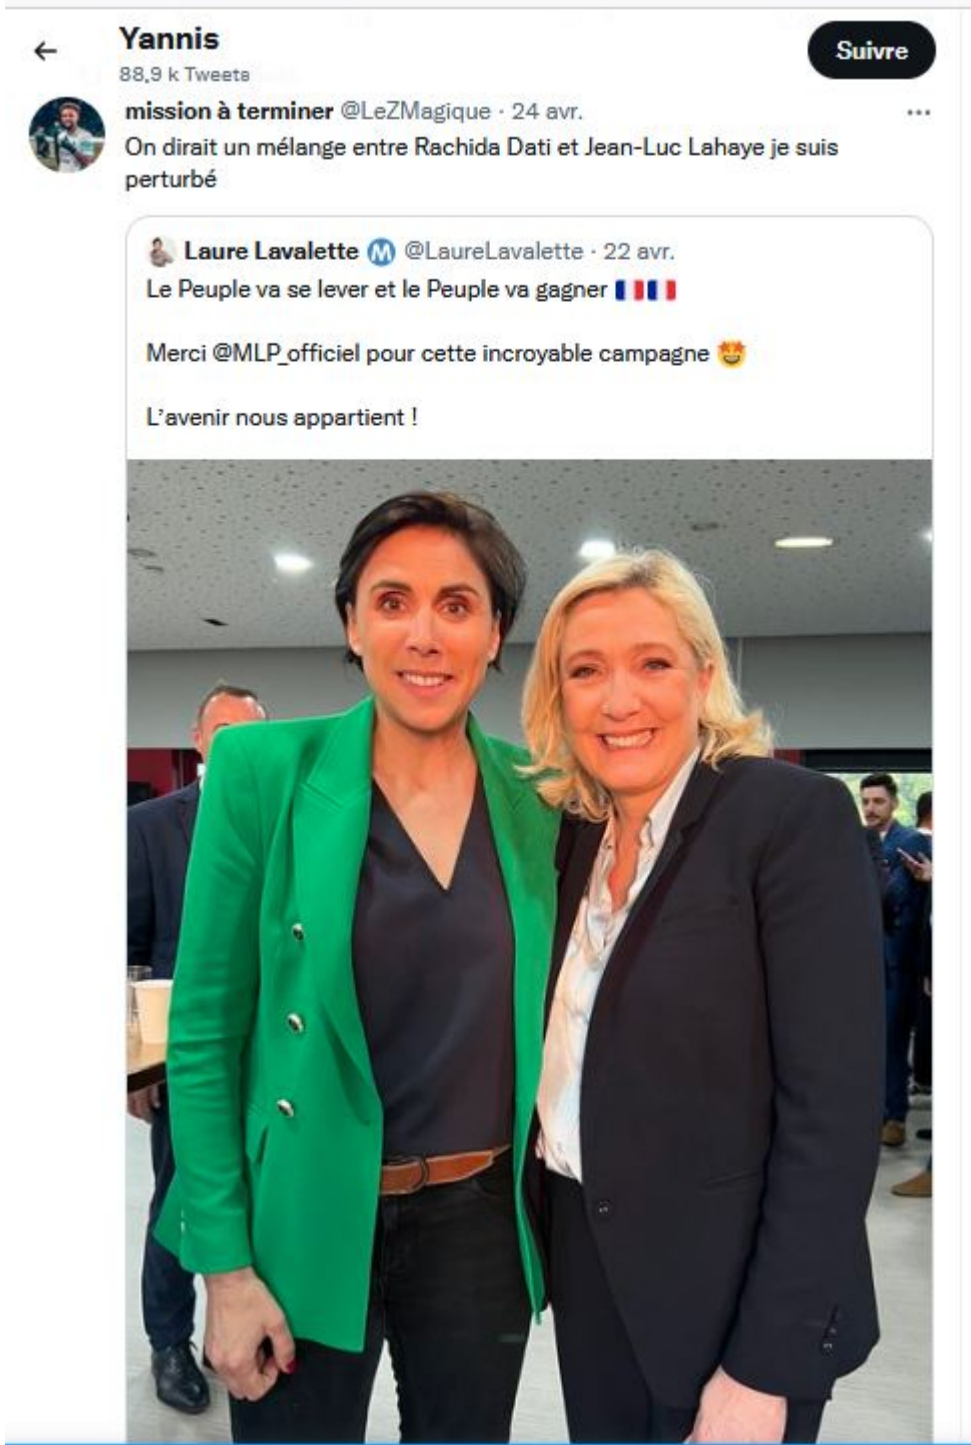 Yannis
88,9 k Tweets
Suivre
mission à terminer @LeZMagique · 24 avr.
On dirait un mélange entre Rachida Dati et Jean-Luc Lahaye je suis
perturbé
Laure Lavalette M @LaureLavalette · 22 avr.
Le Peuple va se lever et le Peuple va gagner 🇫🇷🇫🇷
Merci @MLP_officiel pour cette incroyable campagne 🤩
L'avenir nous appartient !